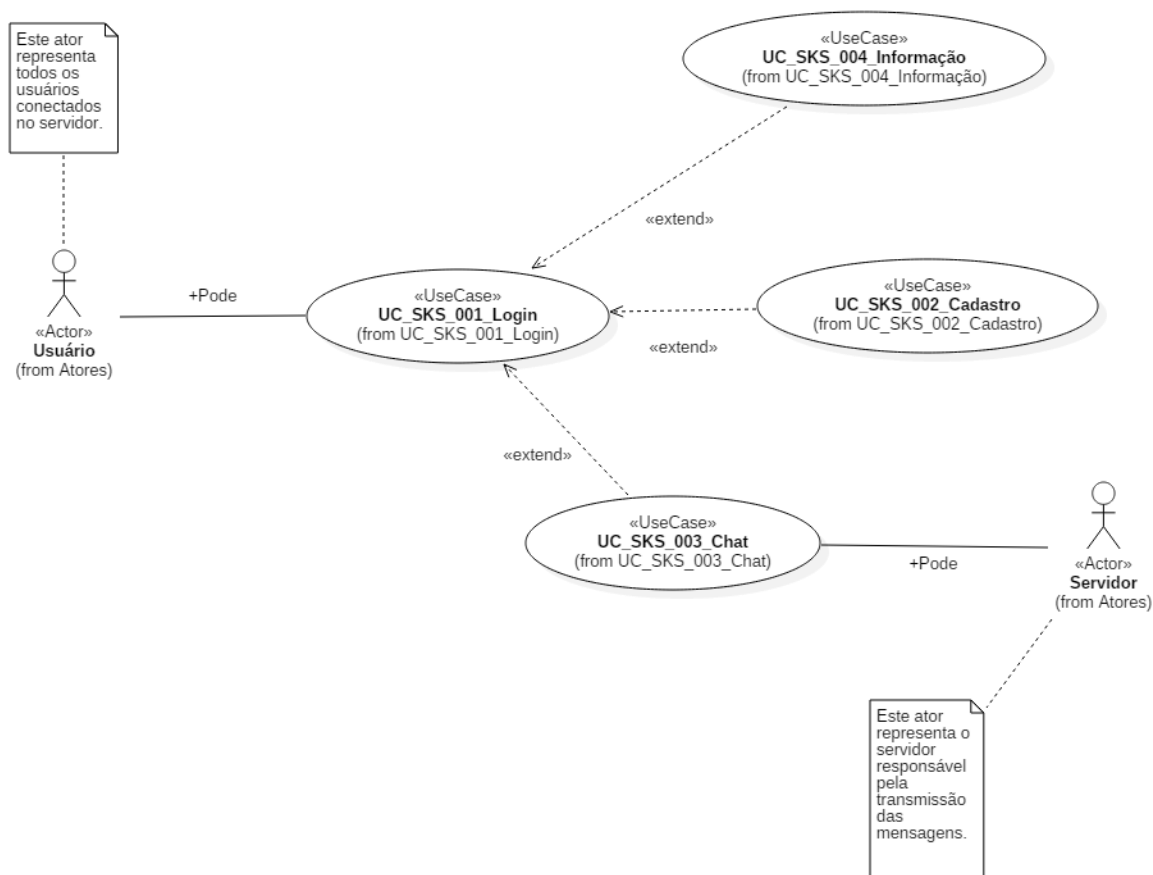 Este ator
representa
todos os
usuários
conectados
no servidor.
«UseCase»
UC_SKS_004_Informação
(from UC_SKS_004_Informação)
«extend»
«Actor»
Usuário
(from Atores)
+Pode
«UseCase»
UC_SKS_001_Login
(from UC_SKS_001_Login)
«UseCase»
UC_SKS_002_Cadastro
(from UC_SKS_002_Cadastro)
«extend»
«extend»
«UseCase»
UC_SKS_003_Chat
(from UC_SKS_003_Chat)
+Pode
«Actor»
Servidor
(from Atores)
Este ator
representa o
servidor
responsável
pela
transmissão
das
mensagens.